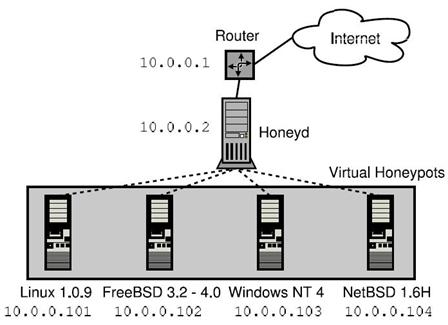 Router
Internet
10.0.0.1
10.0.0.2
Honeyd
Virtual Honeypots
Linux 1.0.9 FreeBSD 3.2 - 4.0 Windows NT 4 NetBSD 1.6H
10.0.0.101 10.0.0.102 10.0.0.103 10.0.0.104